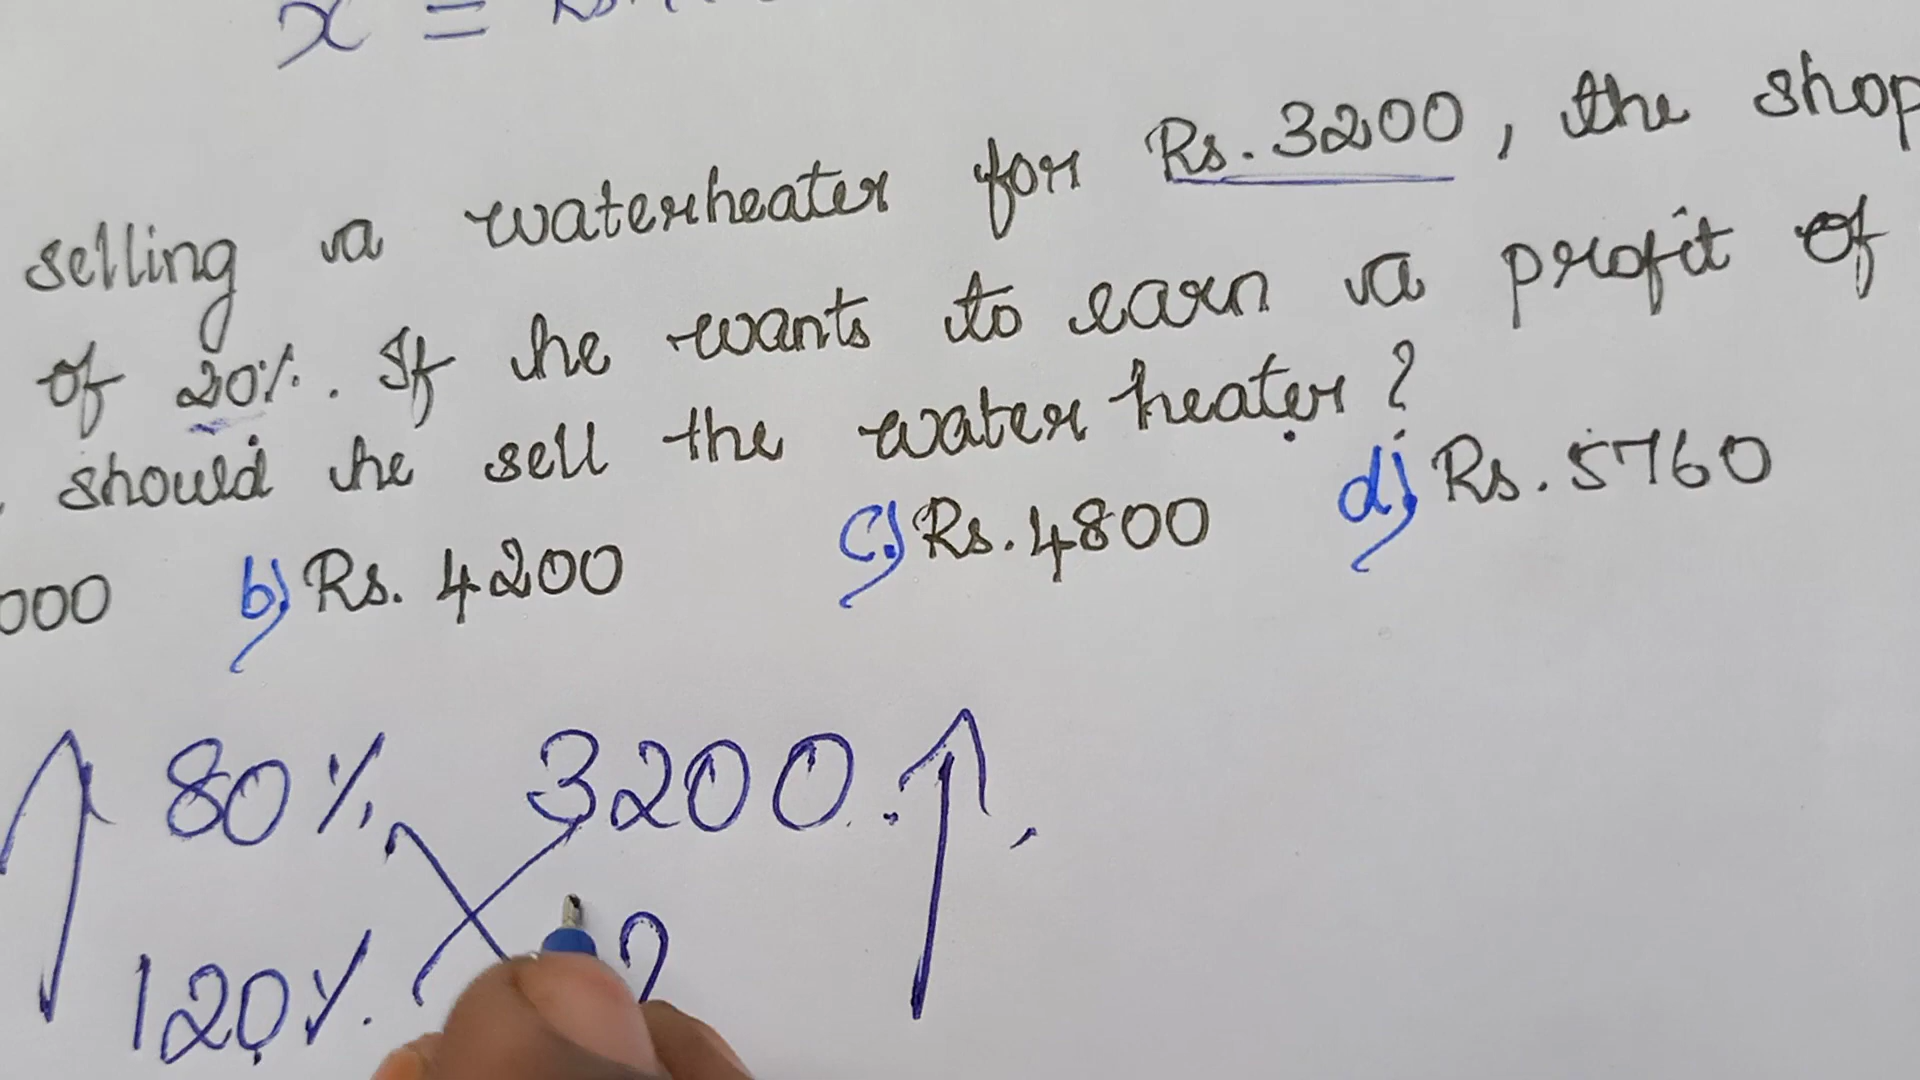 x =
selling a waterheater for Rs.3200, the shop
of 20%. If he wants to earn a profit of
should he sell the water heater?
000 b) Rs. 4200 c) Rs.4800 d) Rs.5760
80% 3200.
120%. ?